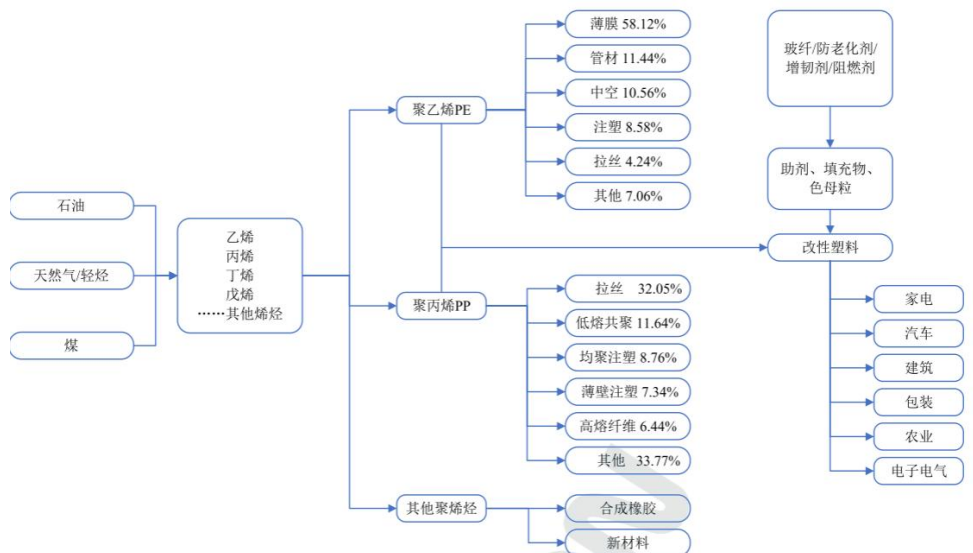 石油
天然气/轻烃
煤
乙烯
丙烯
丁烯
戊烯
……其他烯烃
聚乙烯PE
薄膜 58.12%
管材 11.44%
中空 10.56%
注塑 8.58%
拉丝 4.24%
其他 7.06%
聚丙烯PP
拉丝 32.05%
低熔共聚 11.64%
均聚注塑 8.76%
薄壁注塑 7.34%
高熔纤维 6.44%
其他 33.77%
其他聚烯烃
合成橡胶
新材料
玻纤/防老化剂/
增韧剂/阻燃剂
助剂、填充物、
色母粒
改性塑料
家电
汽车
建筑
包装
农业
电子电气